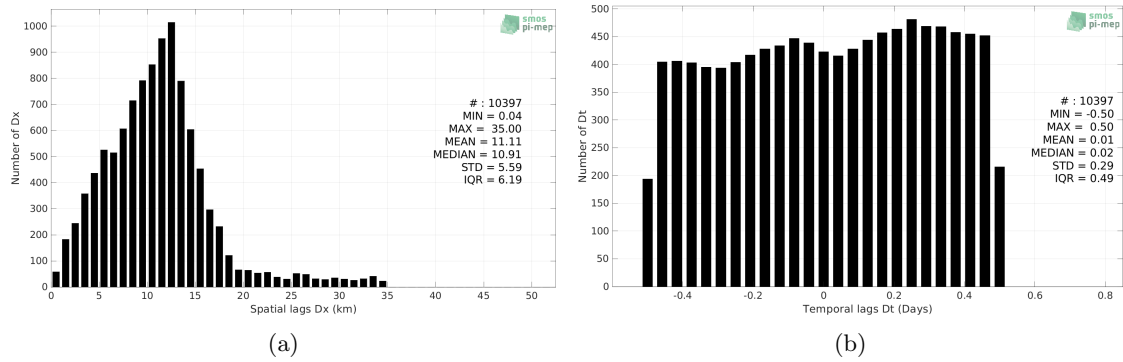 smos
pi-mep
1000
900
800
700
600
500
400
300
200
100
0
Number of Dx
# : 10397
MIN = 0.04
MAX = 35.00
MEAN = 11.11
MEDIAN = 10.91
STD = 5.59
IQR = 6.19
0 5 10 15 20 25 30 35 40 45 50
Spatial lags Dx (km)
(a)
smos
pi-mep
500
450
400
350
300
250
200
150
100
50
0
Number of Dt
# : 10397
MIN = -0.50
MAX = 0.50
MEAN = 0.01
MEDIAN = 0.02
STD = 0.29
IQR = 0.49
-0.4 -0.2 0 0.2 0.4 0.6 0.8
Temporal lags Dt (Days)
(b)